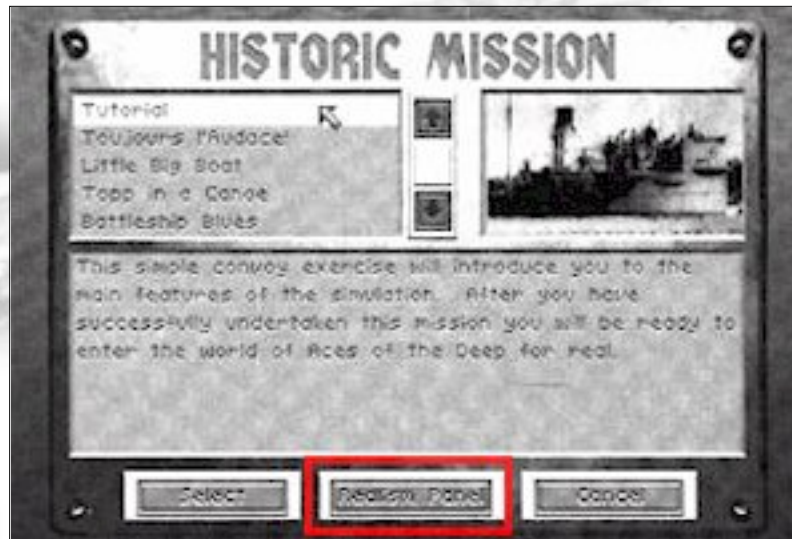 HISTORIC MISSION
Tutorial
Toujours l'Audace!
Little Big Boat
Topp in a Canoe
Battleship Blues
This simple convoy exercise will introduce you to the
main features of the simulation. After you have
successfully undertaken this mission you will be ready to
enter the world of Aces of the Deep for real.
Select
Realism Panel
Cancel